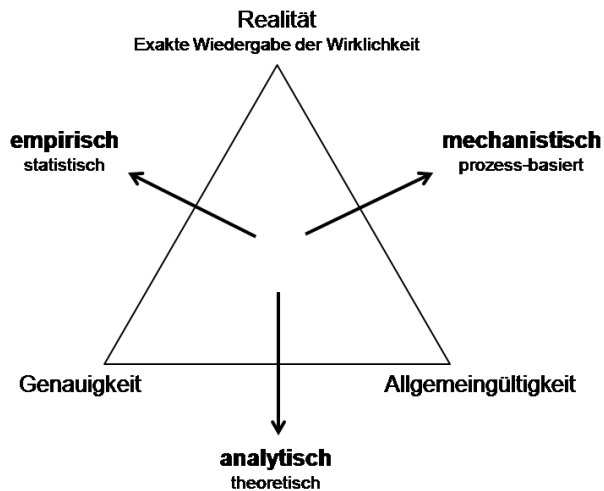 Realität
Exakte Wiedergabe der Wirklichkeit
empirisch
statistisch
mechanistisch
prozess-basiert
Genauigkeit
Allgemeingültigkeit
analytisch
theoretisch